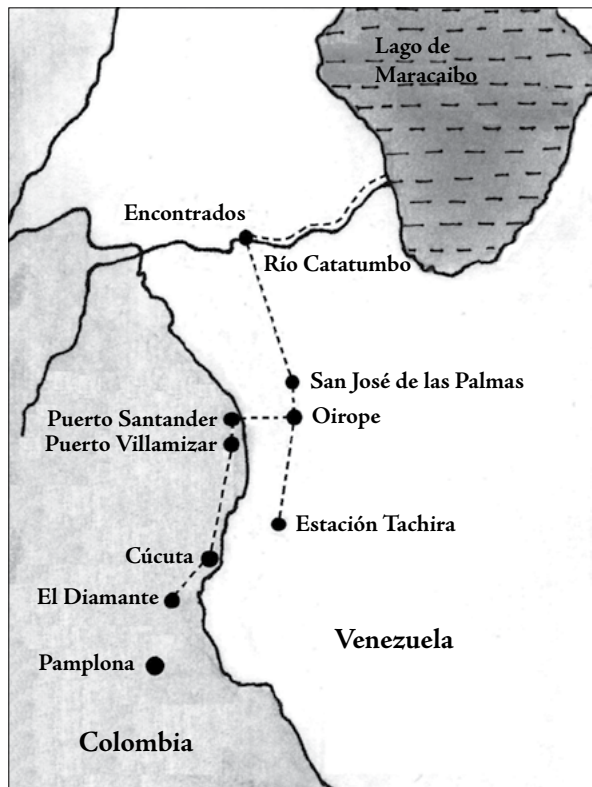 Lago de
Maracaibo
Encontrados
Río Catatumbo
San José de las Palmas
Puerto Santander
Oirope
Puerto Villamizar
Estación Tachira
Cúcuta
El Diamante
Venezuela
Pamplona
Colombia